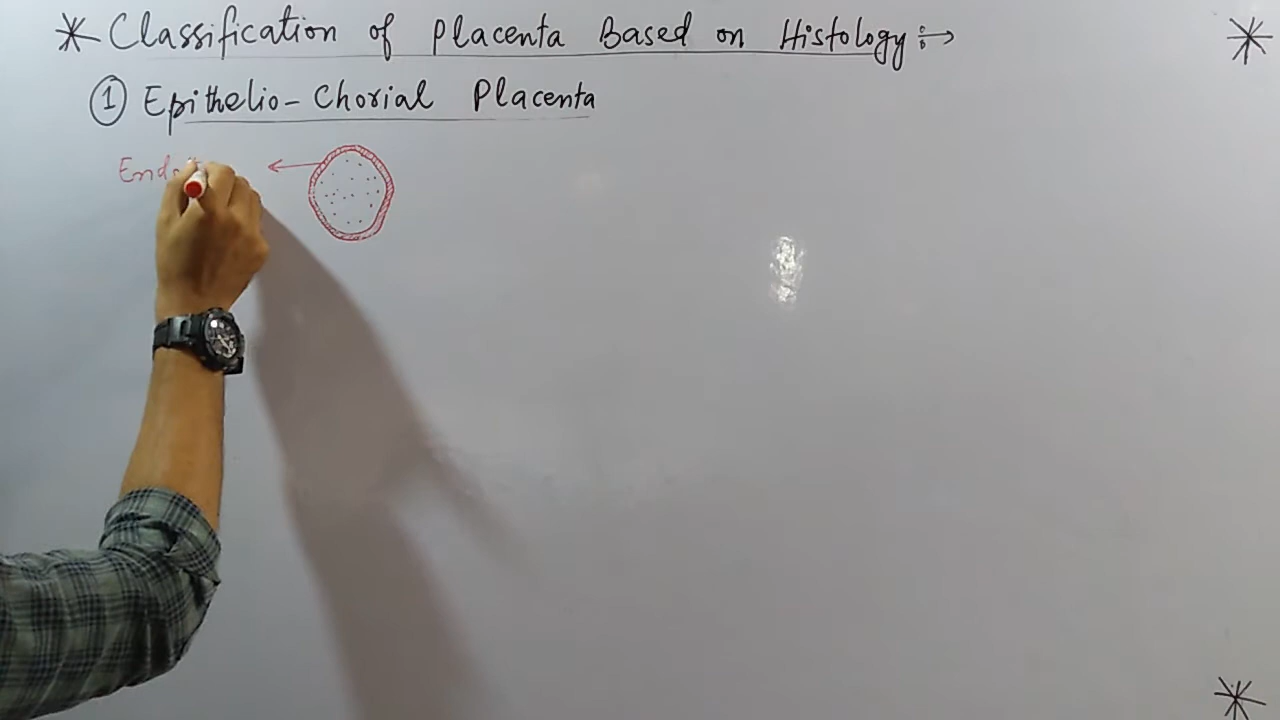 * Classification of Placenta Based on Histology :→
① Epithelio-Chorial Placenta